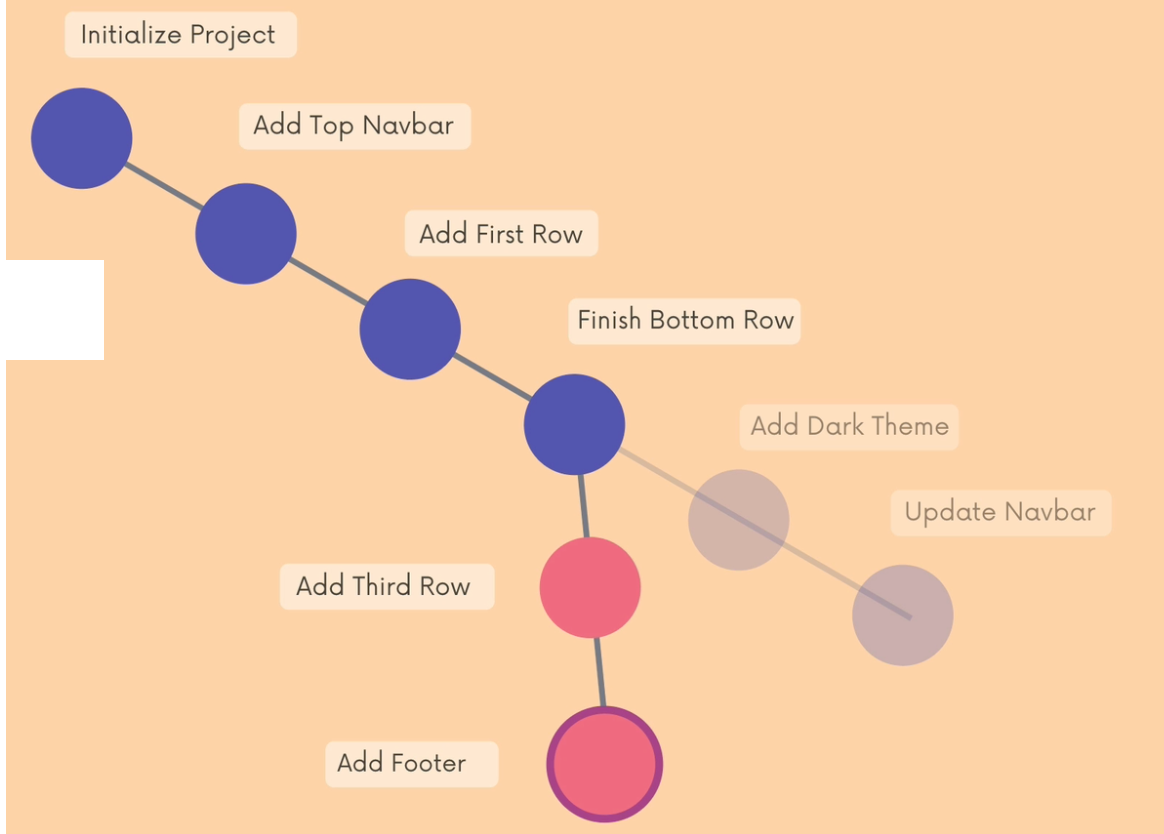 Initialize Project
Add Top Navbar
Add First Row
Finish Bottom Row
Add Dark Theme
Update Navbar
Add Third Row
Add Footer